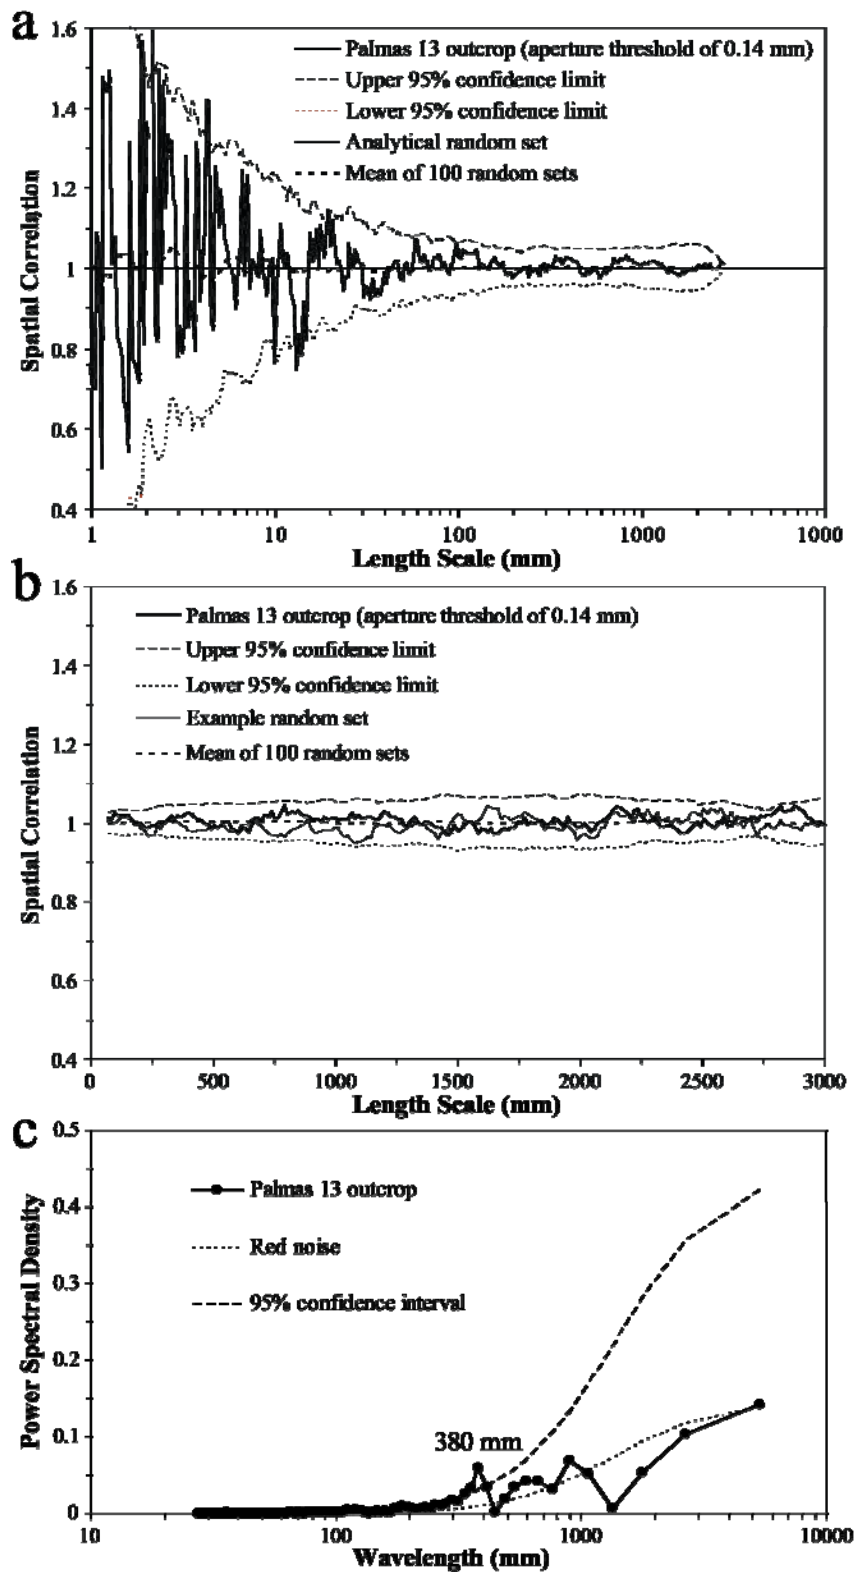 a
1.6
Palmas 13 outcrop (aperture threshold of 0.14 mm)
Upper 95% confidence limit
Lower 95% confidence limit
Analytical random set
Mean of 100 random sets
1.4
1.2
1
0.8
0.6
0.4
Spatial Correlation
1 10 100 1000 1000
Length Scale (mm)
b
1.6
Palmas 13 outcrop (aperture threshold of 0.14 mm)
Upper 95% confidence limit
Lower 95% confidence limit
Example random set
Mean of 100 random sets
1.4
1.2
1
0.8
0.6
0.4
Spatial Correlation
0 500 1000 1500 2000 2500 3000
Length Scale (mm)
c
0.5
Palmas 13 outcrop
Red noise
95% confidence interval
0.4
0.3
0.2
0.1
0
Power Spectral Density
380 mm
10 100 1000 10000
Wavelength (mm)